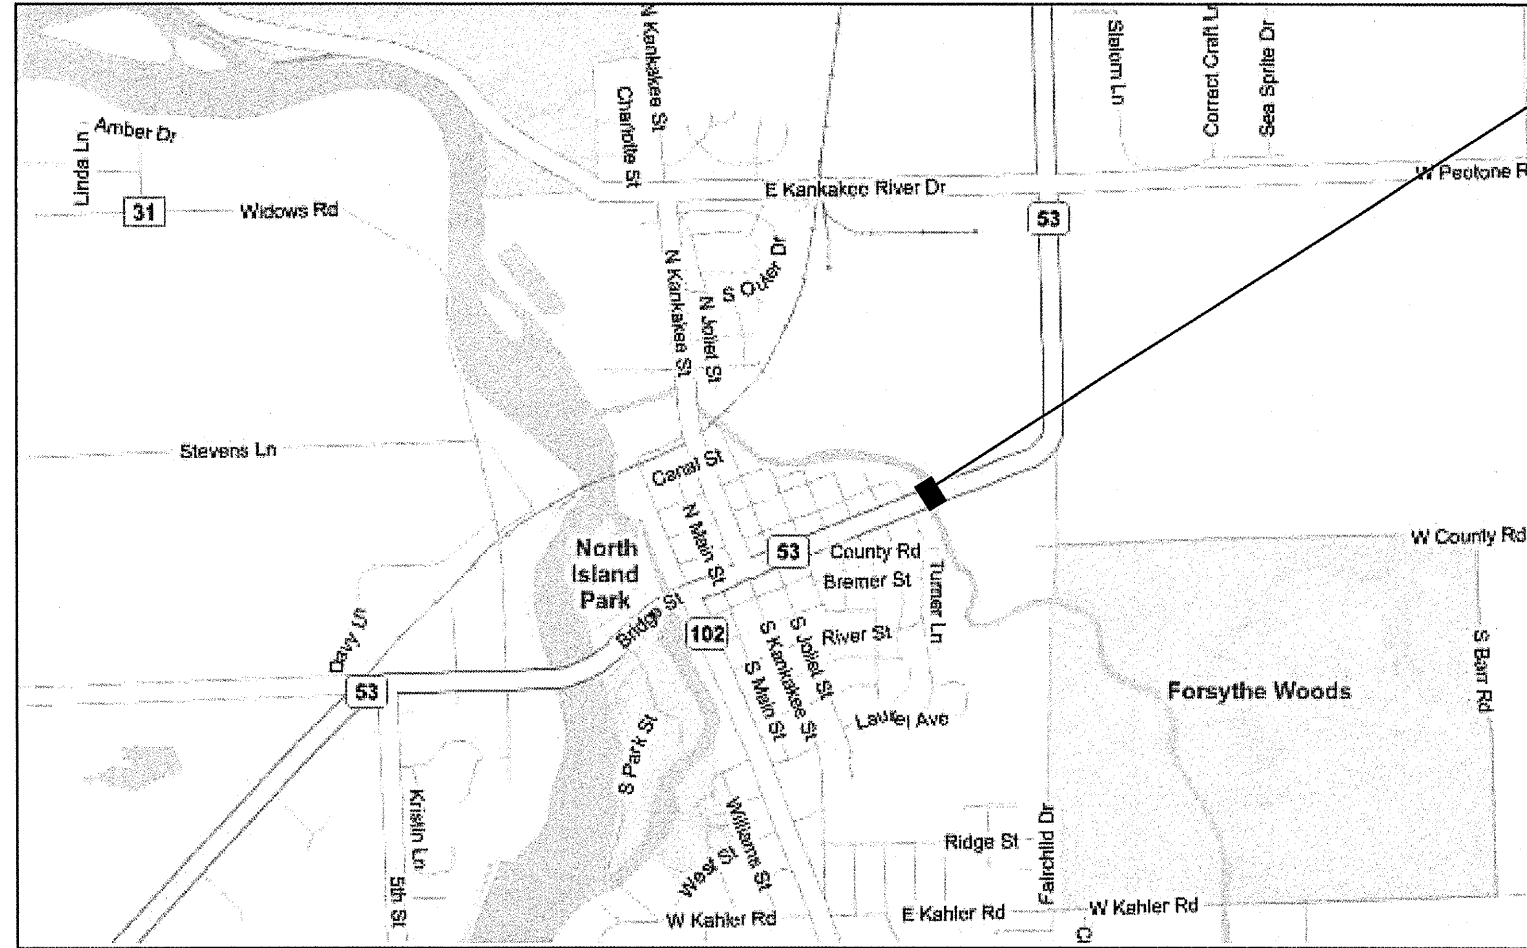 N Kankakee St
Charlotte St
Slalom Ln
Correct Craft Ln
Sea Sprite Dr
Amber Dr
Linda Ln
31
Widows Rd
E Kankakee River Dr
W Peotone R
53
S Outer Dr
N Kankakee St
N Joliet St
Stevens Ln
Canal St
N Main St
North
Island
Park
53
County Rd
W County Rd
Bremer St
Turner Ln
Bridge St
102
River St
S Joliet St
S Kankakee St
S Main St
Davy
53
Laurel Ave
Forsythe Woods
S Barr Rd
S Park St
Kristin Ln
Williams St
West St
Ridge St
Fairchild Dr
5th St
W Kahler Rd
E Kahler Rd
W Kahler Rd